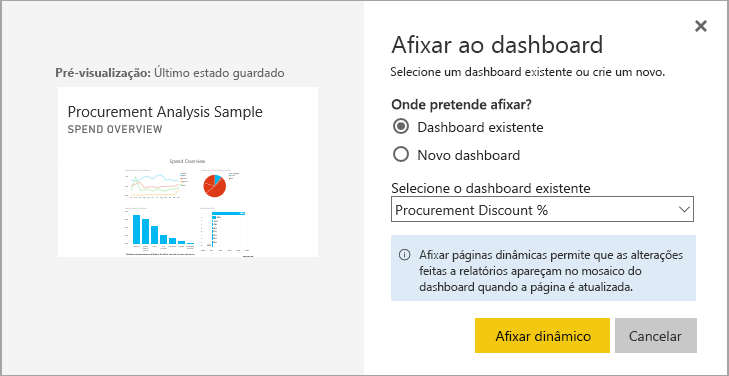 Pré-visualização: Último estado guardado
Procurement Analysis Sample
SPEND OVERVIEW
Spend Overview
Afixar ao dashboard
Selecione um dashboard existente ou crie um novo.
Onde pretende afixar?
Dashboard existente
Novo dashboard
Selecione o dashboard existente
Procurement Discount %
Afixar páginas dinâmicas permite que as alterações
feitas a relatórios apareçam no mosaico do
dashboard quando a página é atualizada.
Afixar dinâmico
Cancelar